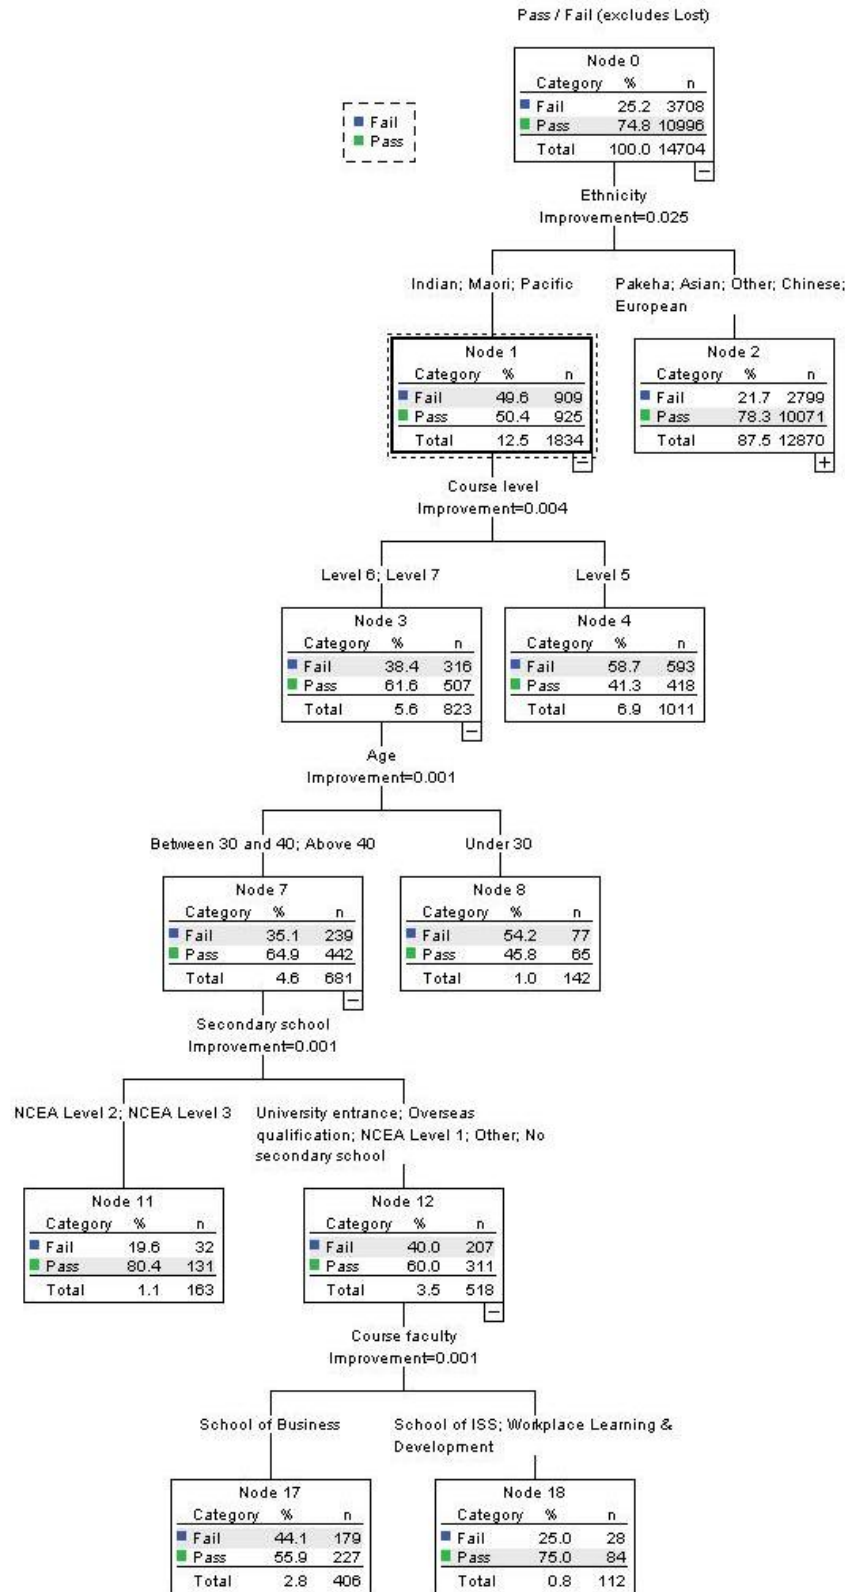 Pass / Fail (excludes Lost)
Fail
Pass
Node 0
Category % n
Fail 25.2 3708
Pass 74.8 10996
Total 100.0 14704
Ethnicity
Improvement=0.025
Indian; Maori; Pacific
Pakeha; Asian; Other; Chinese;
European
Node 1
Category % n
Fail 49.6 909
Pass 50.4 925
Total 12.5 1834
Node 2
Category % n
Fail 21.7 2799
Pass 78.3 10071
Total 87.5 12870
Course level
Improvement=0.004
Level 6; Level 7
Level 5
Node 3
Category % n
Fail 38.4 316
Pass 61.6 507
Total 5.6 823
Node 4
Category % n
Fail 58.7 593
Pass 41.3 418
Total 6.9 1011
Age
Improvement=0.001
Between 30 and 40; Above 40
Under 30
Node 7
Category % n
Fail 35.1 239
Pass 64.9 442
Total 4.6 681
Node 8
Category % n
Fail 54.2 77
Pass 45.8 65
Total 1.0 142
Secondary school
Improvement=0.001
NCEA Level 2; NCEA Level 3
University entrance; Overseas
qualification; NCEA Level 1; Other; No
secondary school
Node 11
Category % n
Fail 19.6 32
Pass 80.4 131
Total 1.1 163
Node 12
Category % n
Fail 40.0 207
Pass 60.0 311
Total 3.5 518
Course faculty
Improvement=0.001
School of Business
School of ISS; Workplace Learning &
Development
Node 17
Category % n
Fail 44.1 179
Pass 55.9 227
Total 2.8 406
Node 18
Category % n
Fail 25.0 28
Pass 75.0 84
Total 0.8 112